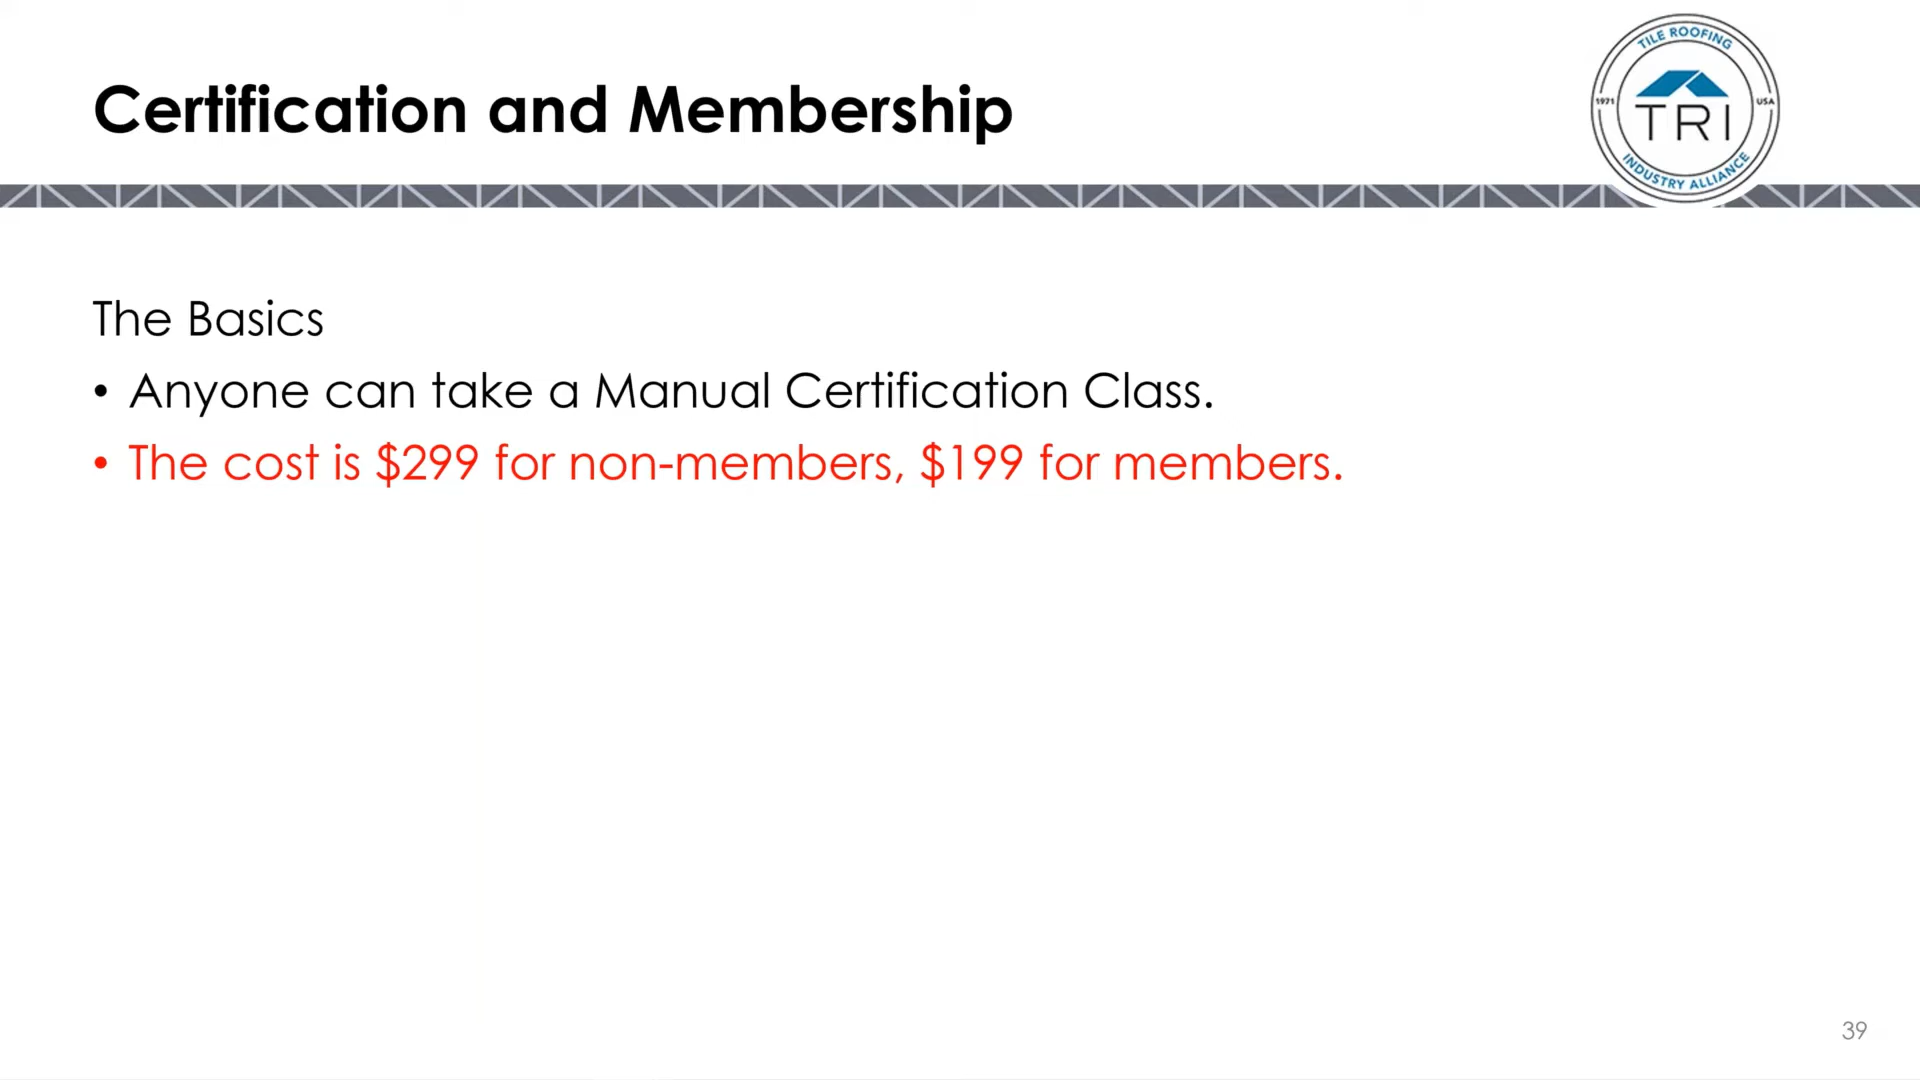 Certification and Membership
TILE ROOFING
1971
USA
TRI
INDUSTRY ALLIANCE
The Basics
• Anyone can take a Manual Certification Class.
• The cost is $299 for non-members, $199 for members.
39